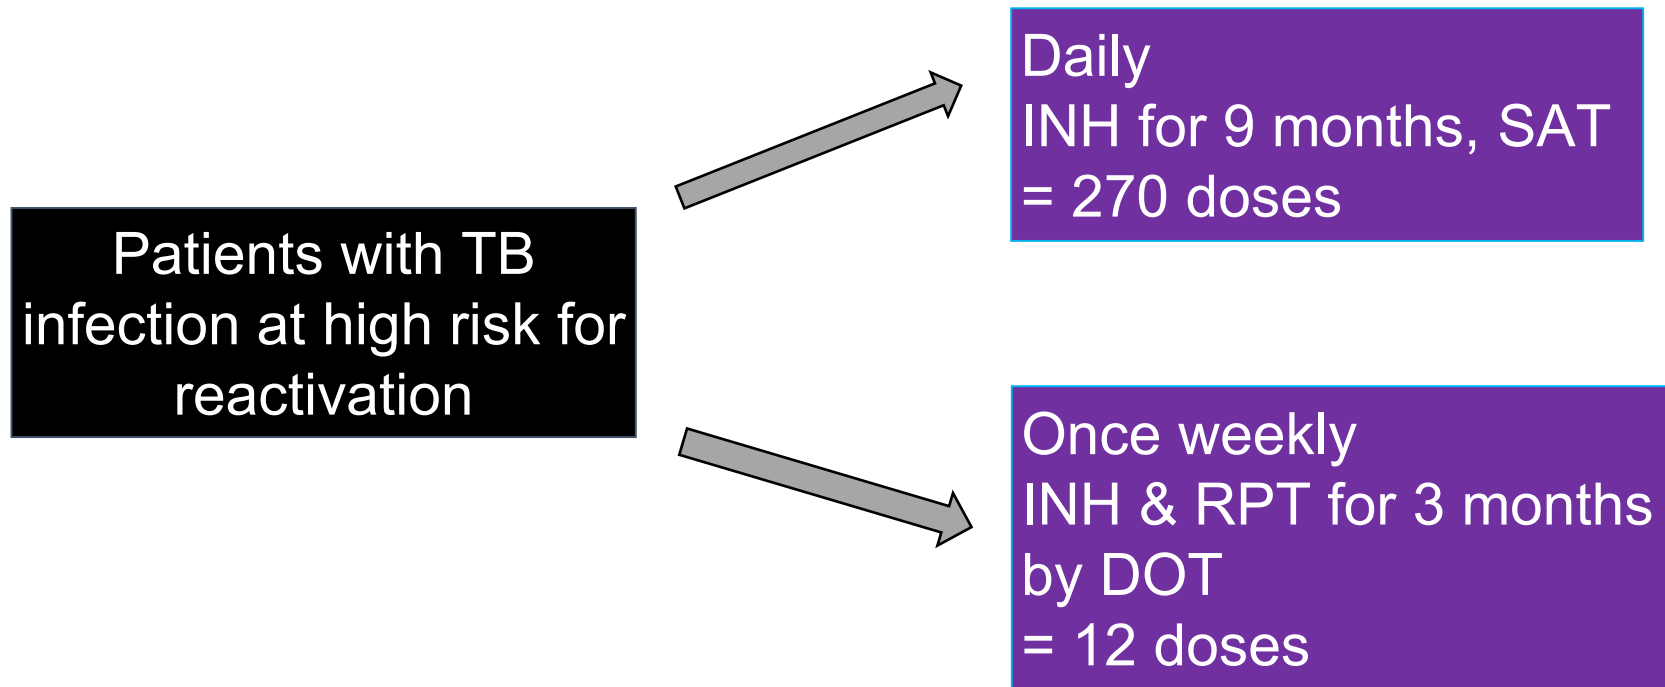 Patients with TB
infection at high risk for
reactivation
Daily
INH for 9 months, SAT
= 270 doses
Once weekly
INH & RPT for 3 months
by DOT
= 12 doses